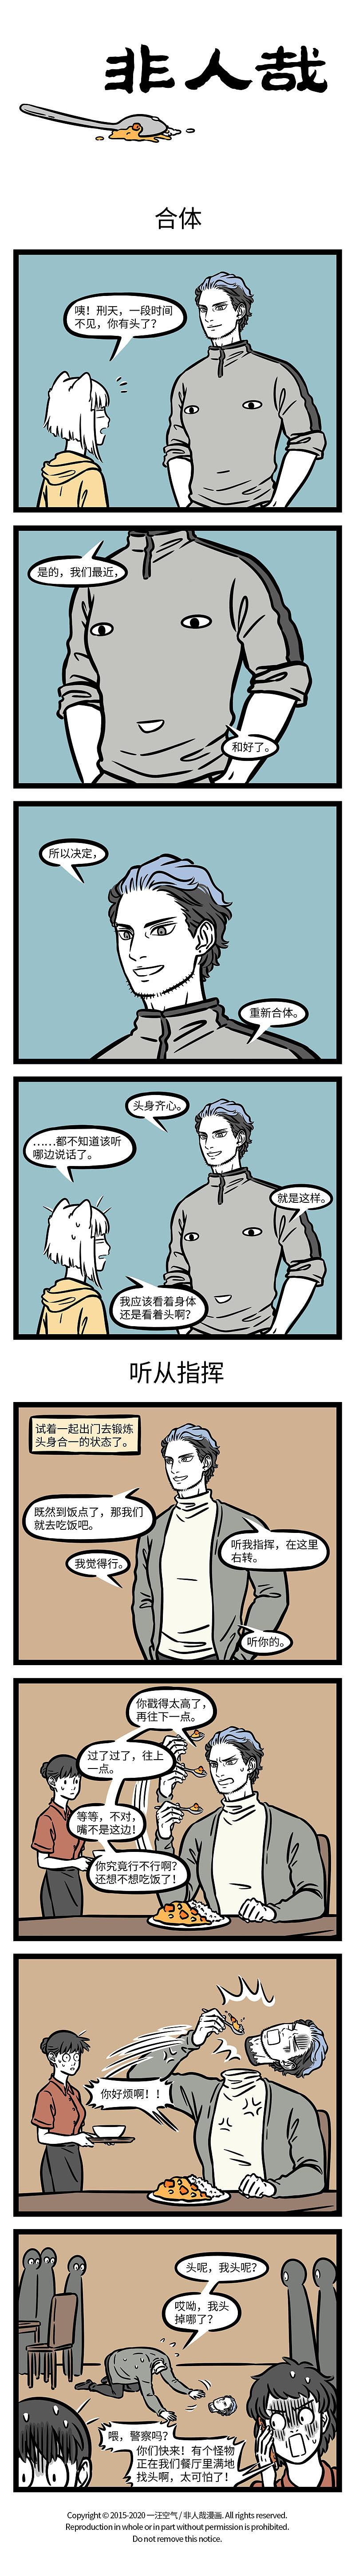 非人哉
合体
咦！刑天，一段时间
不见，你有头了？
是的，我们最近，
和好了。
所以决定，
重新合体。
头身齐心。
……都不知道该听
哪边说话了。
就是这样。
我应该看着身体
还是看着头啊？
听从指挥
试着一起出门去锻炼
头身合一的状态了。
既然到饭点了，那我们
就去吃饭吧。
听我指挥，在这里
右转。
我觉得行。
听你的。
你戳得太高了，
再往下一点。
过了过了，往上
一点。
等等，不对，
嘴不是这边！
你究竟行不行啊？
还想不想吃饭了！
你好烦啊！！
头呢，我头呢？
哎呦，我头
掉哪了？
喂，警察吗？
你们快来！有个怪物
正在我们餐厅里满地
找头啊，太可怕了！
Copyright © 2015-2020 一汪空气 / 非人哉漫画. All rights reserved.
Reproduction in whole or in part without permission is prohibited.
Do not remove this notice.